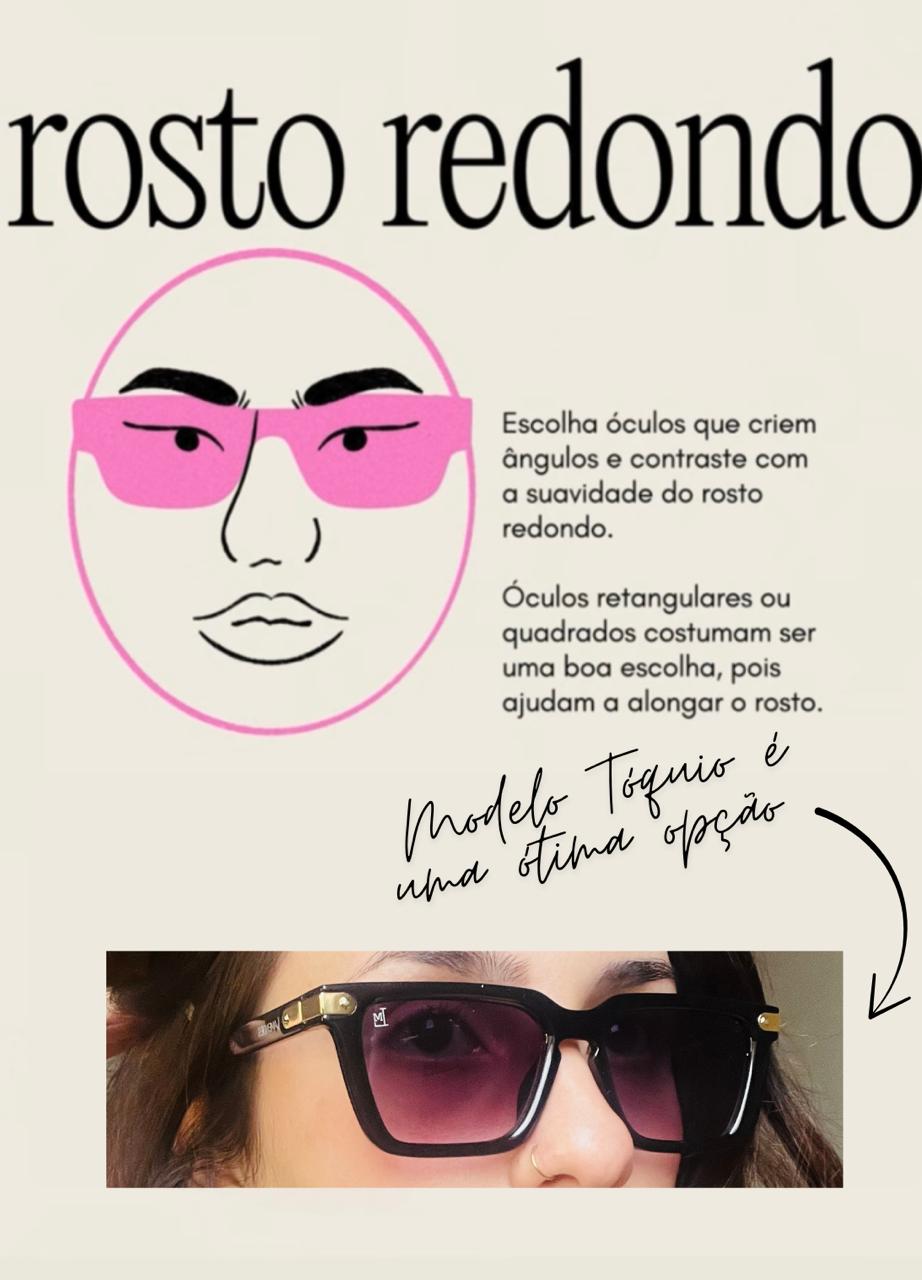 rosto redondo
Escolha óculos que criem
ângulos e contraste com
a suavidade do rosto
redondo.
Óculos retangulares ou
quadrados costumam ser
uma boa escolha, pois
ajudam a alongar o rosto.
Modelo Tóquio é
uma ótima opção